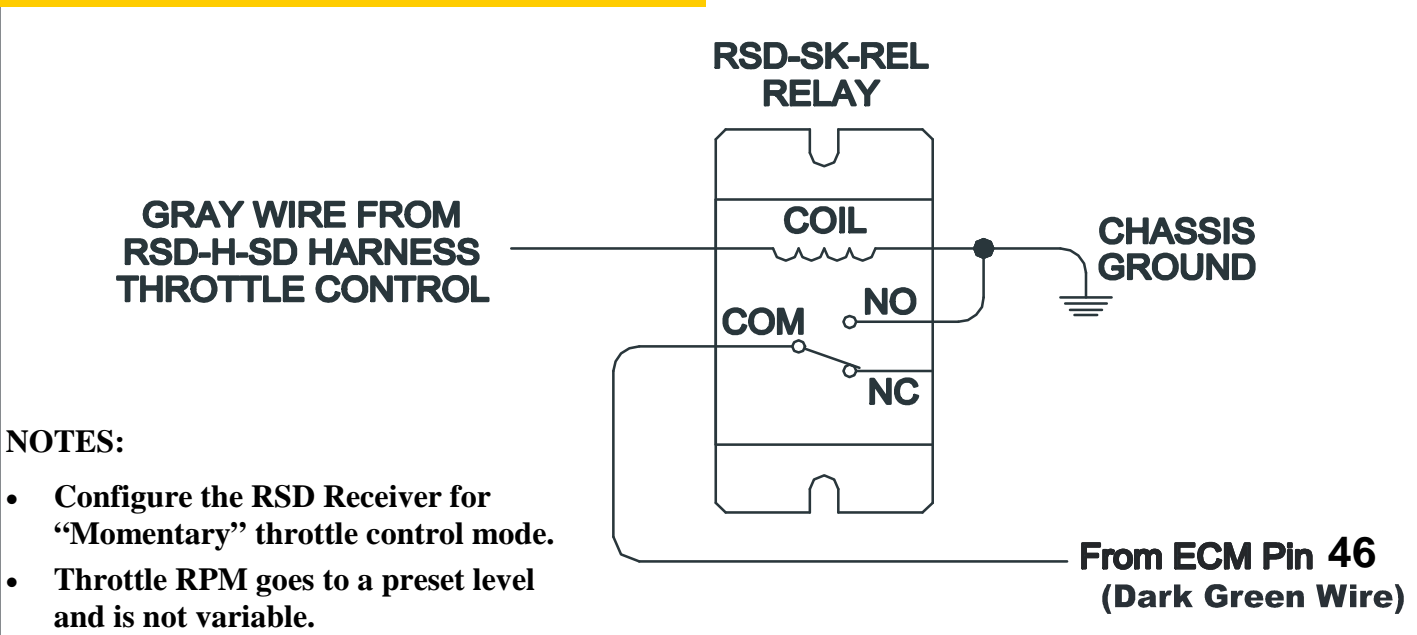 RSD-SK-REL
RELAY
GRAY WIRE FROM
RSD-H-SD HARNESS
THROTTLE CONTROL
COIL
CHASSIS
GROUND
NO
COM
NC
NOTES:
• Configure the RSD Receiver for
“Momentary” throttle control mode.
• Throttle RPM goes to a preset level
and is not variable.
From ECM Pin 46
(Dark Green Wire)